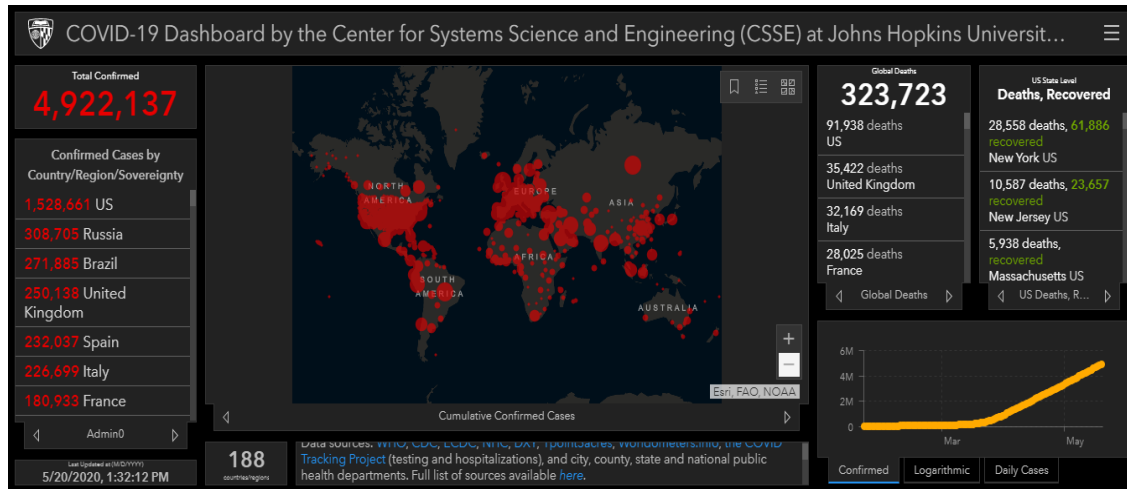 COVID-19 Dashboard by the Center for Systems Science and Engineering (CSSE) at Johns Hopkins Universit...
Total Confirmed
4,922,137
Confirmed Cases by
Country/Region/Sovereignty
1,528,661 US
308,705 Russia
271,885 Brazil
250,138 United
Kingdom
232,037 Spain
226,699 Italy
180,933 France
Admin0
Last Updated at (M/D/YYYY)
5/20/2020, 1:32:12 PM
NORTH
AMERICA
EUROPE
ASIA
AFRICA
SOUTH
AMERICA
AUSTRALIA
+
−
Esri, FAO, NOAA
Cumulative Confirmed Cases
188
countries/regions
Data sources: WHO, CDC, ECDC, NHC, DXY, 1point3acres, Worldometers.info, the COVID
Tracking Project (testing and hospitalizations), and city, county, state and national public
health departments. Full list of sources available here.
Global Deaths
323,723
91,938 deaths
US
35,422 deaths
United Kingdom
32,169 deaths
Italy
28,025 deaths
France
Global Deaths
US State Level
Deaths, Recovered
28,558 deaths, 61,886
recovered
New York US
10,587 deaths, 23,657
recovered
New Jersey US
5,938 deaths,
recovered
Massachusetts US
US Deaths, R...
6M
4M
2M
0
Mar
May
Confirmed
Logarithmic
Daily Cases